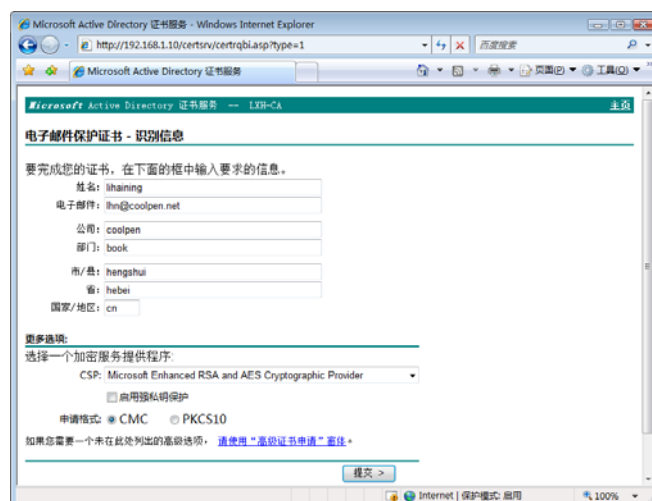 Microsoft Active Directory 证书服务 - Windows Internet Explorer
http://192.168.1.10/certsrv/certrqbi.asp?type=1
百度搜索
Microsoft Active Directory 证书服务
页面(P)
工具(O)
Microsoft Active Directory 证书服务 -- LXH-CA
主页
电子邮件保护证书 - 识别信息
要完成您的证书，在下面的框中输入要求的信息。
姓名: lihaining
电子邮件: lhn@coolpen.net
公司: coolpen
部门: book
市/县: hengshui
省: hebei
国家/地区: cn
更多选项:
选择一个加密服务提供程序:
CSP: Microsoft Enhanced RSA and AES Cryptographic Provider
启用强私钥保护
申请格式: CMC PKCS10
如果您需要一个未在此处列出的高级选项， 请使用“高级证书申请”窗体。
提交 >
Internet | 保护模式: 启用
100%